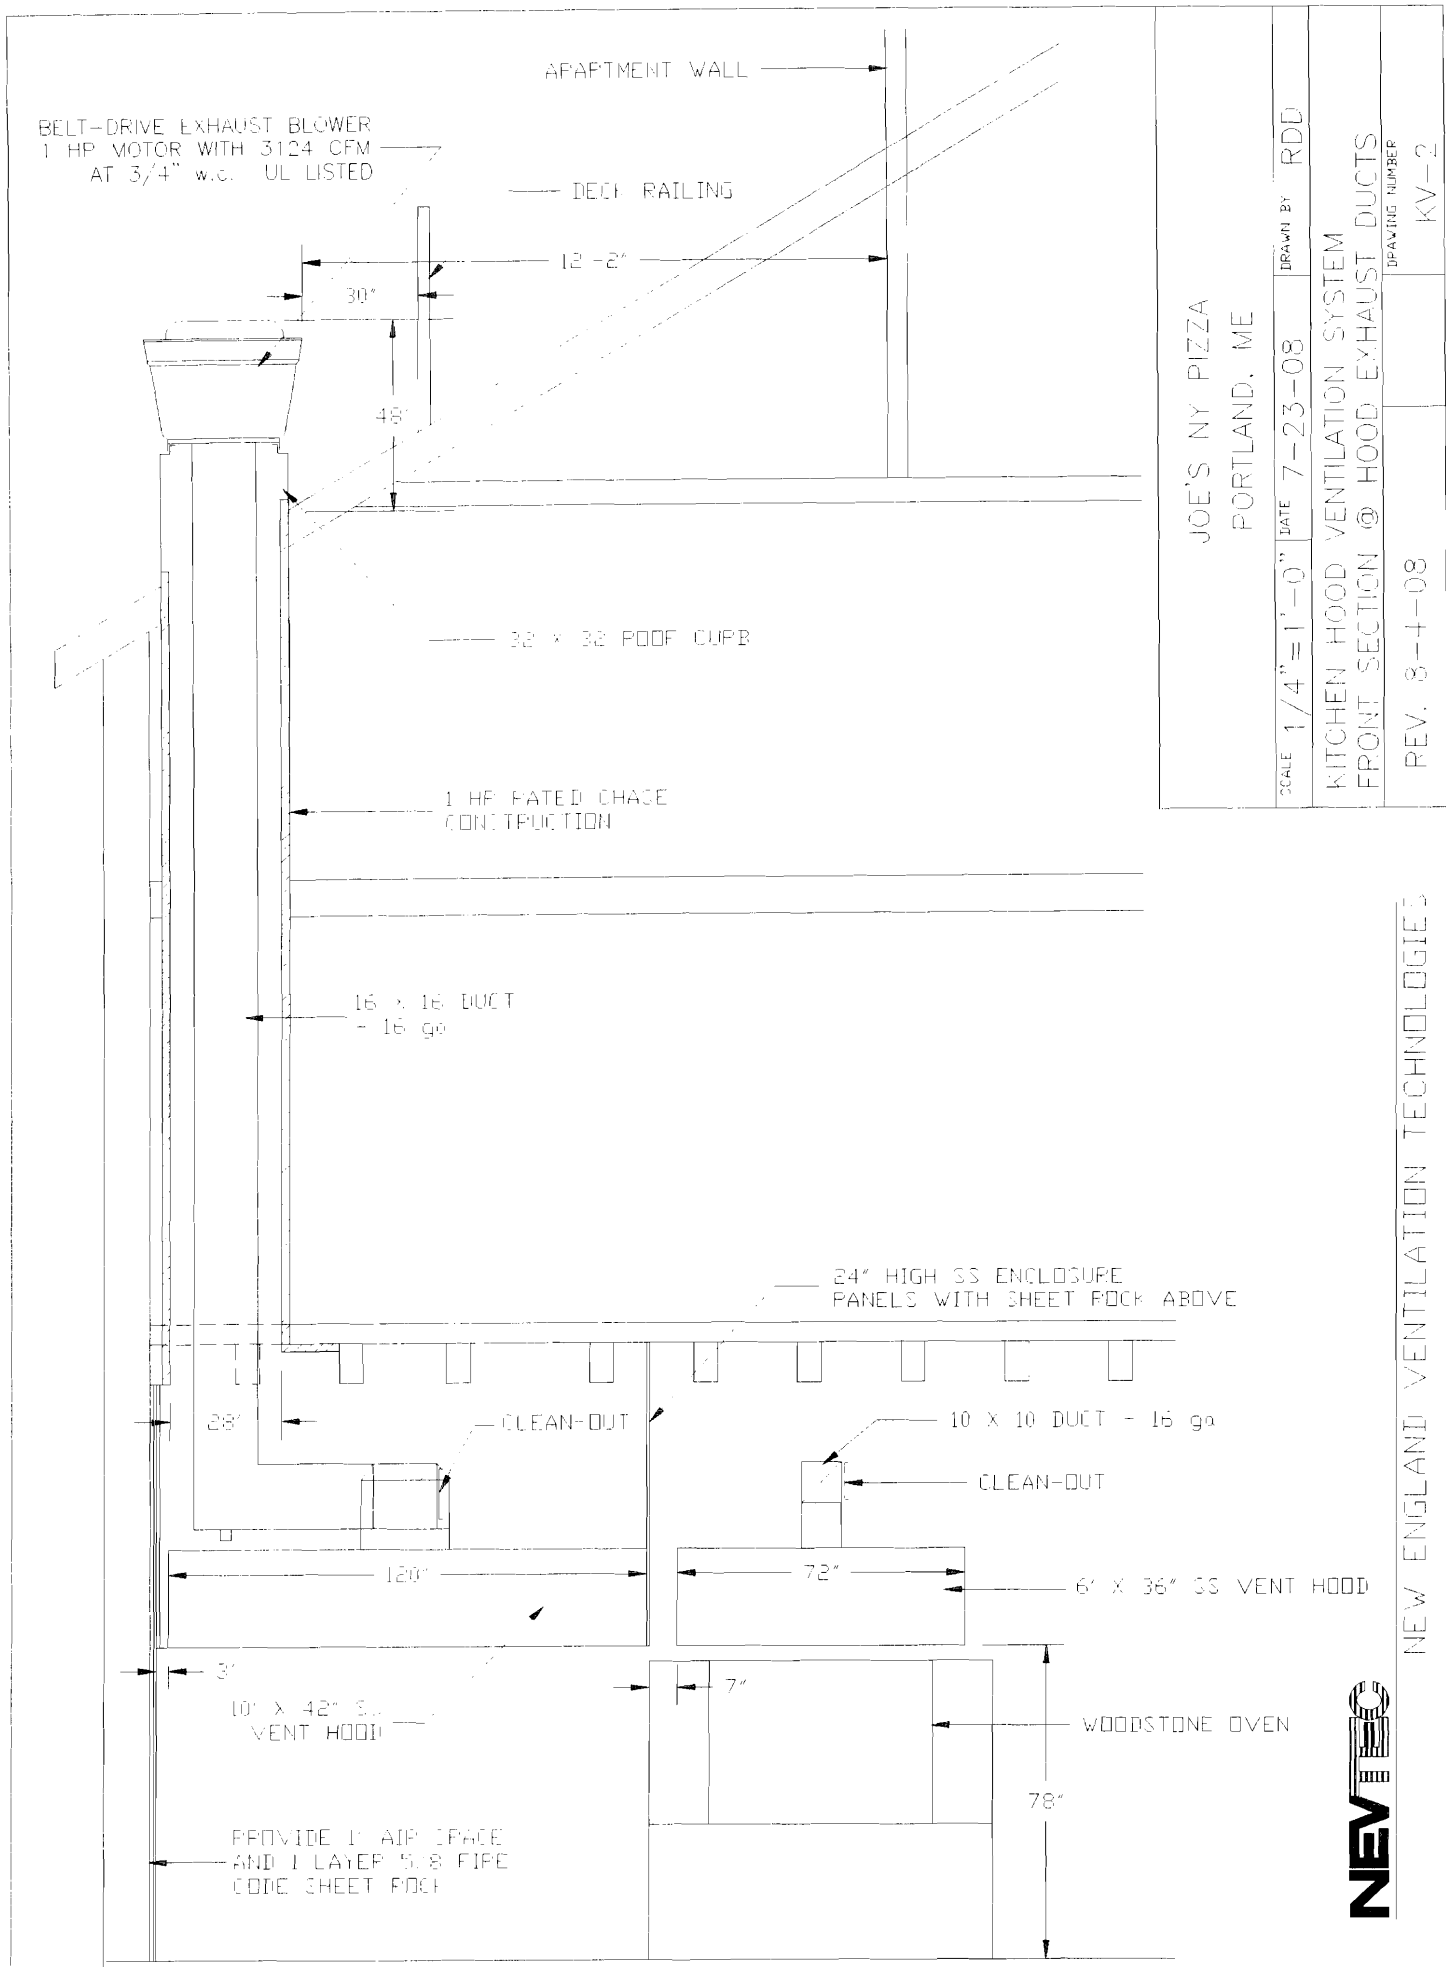 APARTMENT WALL
BELT-DRIVE EXHAUST BLOWER
1 HP MOTOR WITH 3124 CFM
AT 3/4" w.c. UL LISTED
DECK RAILING
12'-2"
30"
48"
32 X 32 ROOF CURB
1 HR RATED CHASE
CONSTRUCTION
16 X 16 DUCT
- 16 ga
24" HIGH SS ENCLOSURE
PANELS WITH SHEET ROCK ABOVE
28"
CLEAN-OUT
10 X 10 DUCT - 16 ga
CLEAN-OUT
120"
72"
6' X 36" SS VENT HOOD
3"
7"
10' X 42" SS
VENT HOOD
WOODSTONE OVEN
78"
PROVIDE 1" AIR SPACE
AND 1 LAYER 5/8 FIRE
CODE SHEET ROCK
JOE'S NY PIZZA
PORTLAND, ME
SCALE 1/4"=1'-0" DATE 7-23-08 DRAWN BY RDD
KITCHEN HOOD VENTILATION SYSTEM
FRONT SECTION @ HOOD EXHAUST DUCTS
REV. 8-4-08
DRAWING NUMBER
KV-2
NEVTEC
NEW ENGLAND VENTILATION TECHNOLOGIES